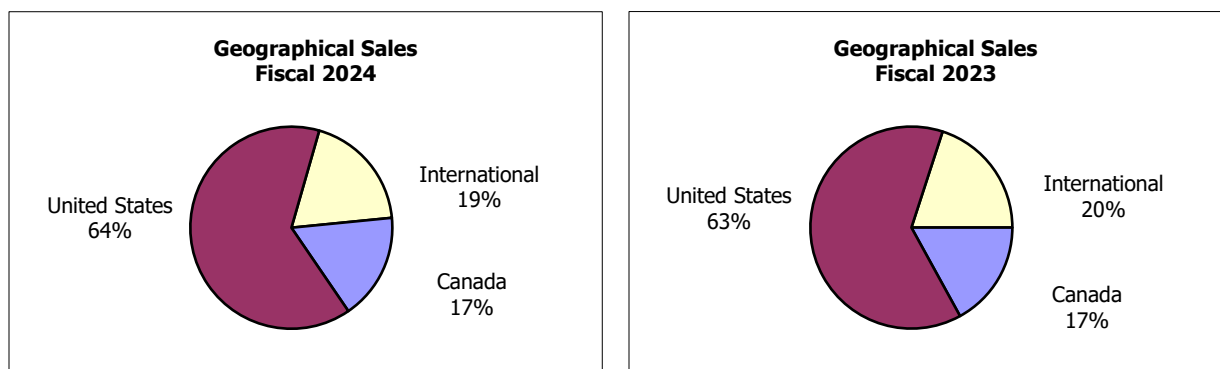 Geographical Sales
Fiscal 2024
United States
64%
International
19%
Canada
17%
Geographical Sales
Fiscal 2023
United States
63%
International
20%
Canada
17%